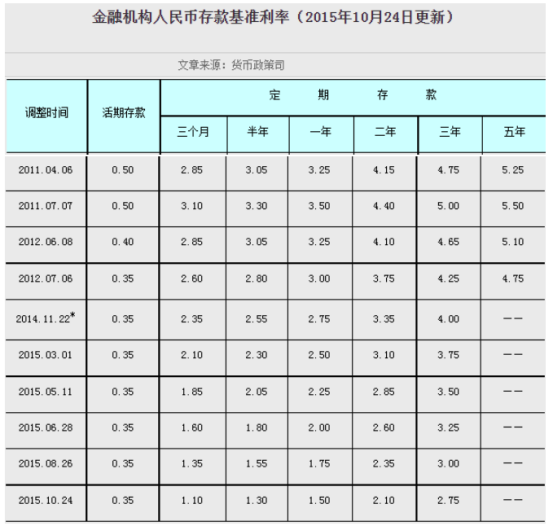 金融机构人民币存款基准利率（2015年10月24日更新）
文章来源：货币政策司
调整时间 活期存款 定期存款
三个月 半年 一年 二年 三年 五年
2011.04.06 0.50 2.85 3.05 3.25 4.15 4.75 5.25
2011.07.07 0.50 3.10 3.30 3.50 4.40 5.00 5.50
2012.06.08 0.40 2.85 3.05 3.25 4.10 4.65 5.10
2012.07.06 0.35 2.60 2.80 3.00 3.75 4.25 4.75
2014.11.22* 0.35 2.35 2.55 2.75 3.35 4.00 ——
2015.03.01 0.35 2.10 2.30 2.50 3.10 3.75 ——
2015.05.11 0.35 1.85 2.05 2.25 2.85 3.50 ——
2015.06.28 0.35 1.60 1.80 2.00 2.60 3.25 ——
2015.08.26 0.35 1.35 1.55 1.75 2.35 3.00 ——
2015.10.24 0.35 1.10 1.30 1.50 2.10 2.75 ——